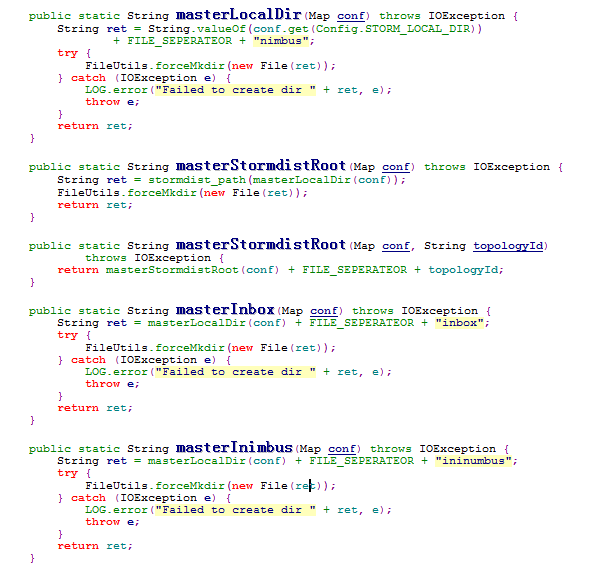 public static String masterLocalDir(Map conf) throws IOException {
String ret = String.valueOf(conf.get(Config.STORM_LOCAL_DIR))
+ FILE_SEPERATEOR + "nimbus";
try {
FileUtils.forceMkdir(new File(ret));
} catch (IOException e) {
LOG.error("Failed to create dir " + ret, e);
throw e;
}
return ret;
}
public static String masterStormdistRoot(Map conf) throws IOException {
String ret = stormdist_path(masterLocalDir(conf));
FileUtils.forceMkdir(new File(ret));
return ret;
}
public static String masterStormdistRoot(Map conf, String topologyId)
throws IOException {
return masterStormdistRoot(conf) + FILE_SEPERATEOR + topologyId;
}
public static String masterInbox(Map conf) throws IOException {
String ret = masterLocalDir(conf) + FILE_SEPERATEOR + "inbox";
try {
FileUtils.forceMkdir(new File(ret));
} catch (IOException e) {
LOG.error("Failed to create dir " + ret, e);
throw e;
}
return ret;
}
public static String masterInimbus(Map conf) throws IOException {
String ret = masterLocalDir(conf) + FILE_SEPERATEOR + "ininumbus";
try {
FileUtils.forceMkdir(new File(ret));
} catch (IOException e) {
LOG.error("Failed to create dir " + ret, e);
throw e;
}
return ret;
}